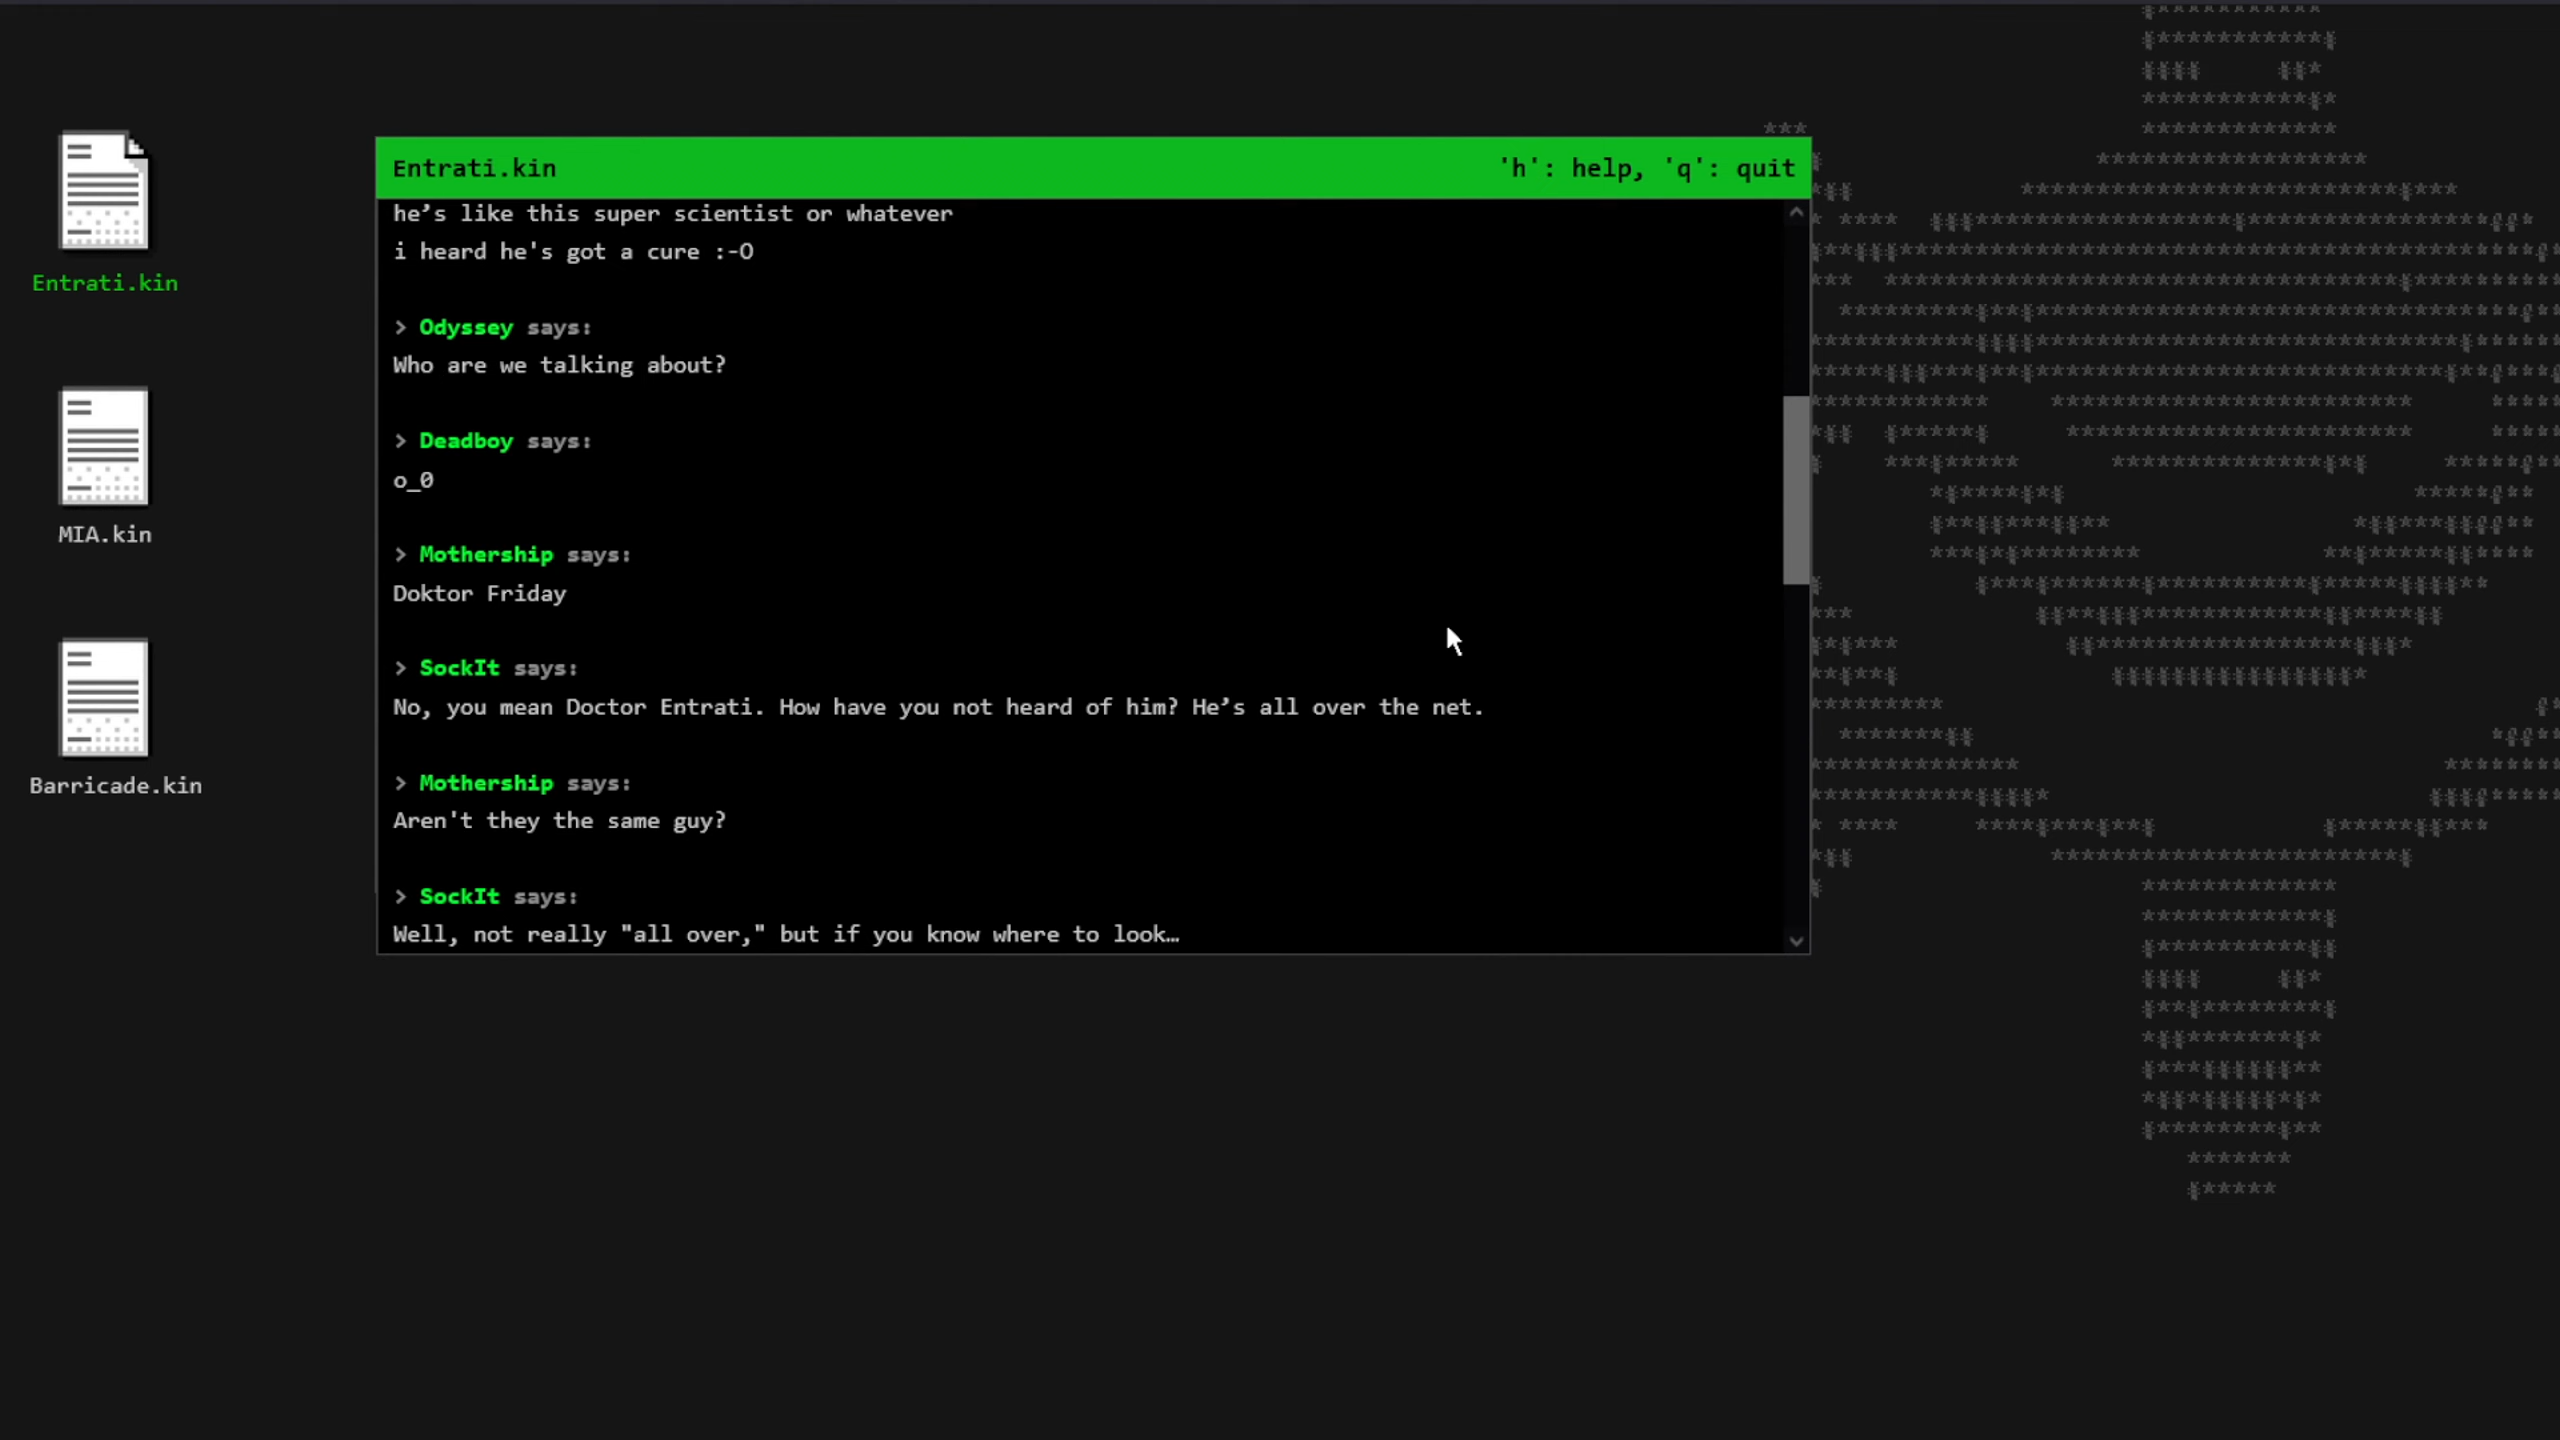 Entrati.kin 'h': help, 'q': quit
he’s like this super scientist or whatever
i heard he's got a cure :-O
> Odyssey says:
Who are we talking about?
> Deadboy says:
o_0
> Mothership says:
Doktor Friday
> SockIt says:
No, you mean Doctor Entrati. How have you not heard of him? He’s all over the net.
> Mothership says:
Aren't they the same guy?
> SockIt says:
Well, not really "all over," but if you know where to look…
Entrati.kin
MIA.kin
Barricade.kin